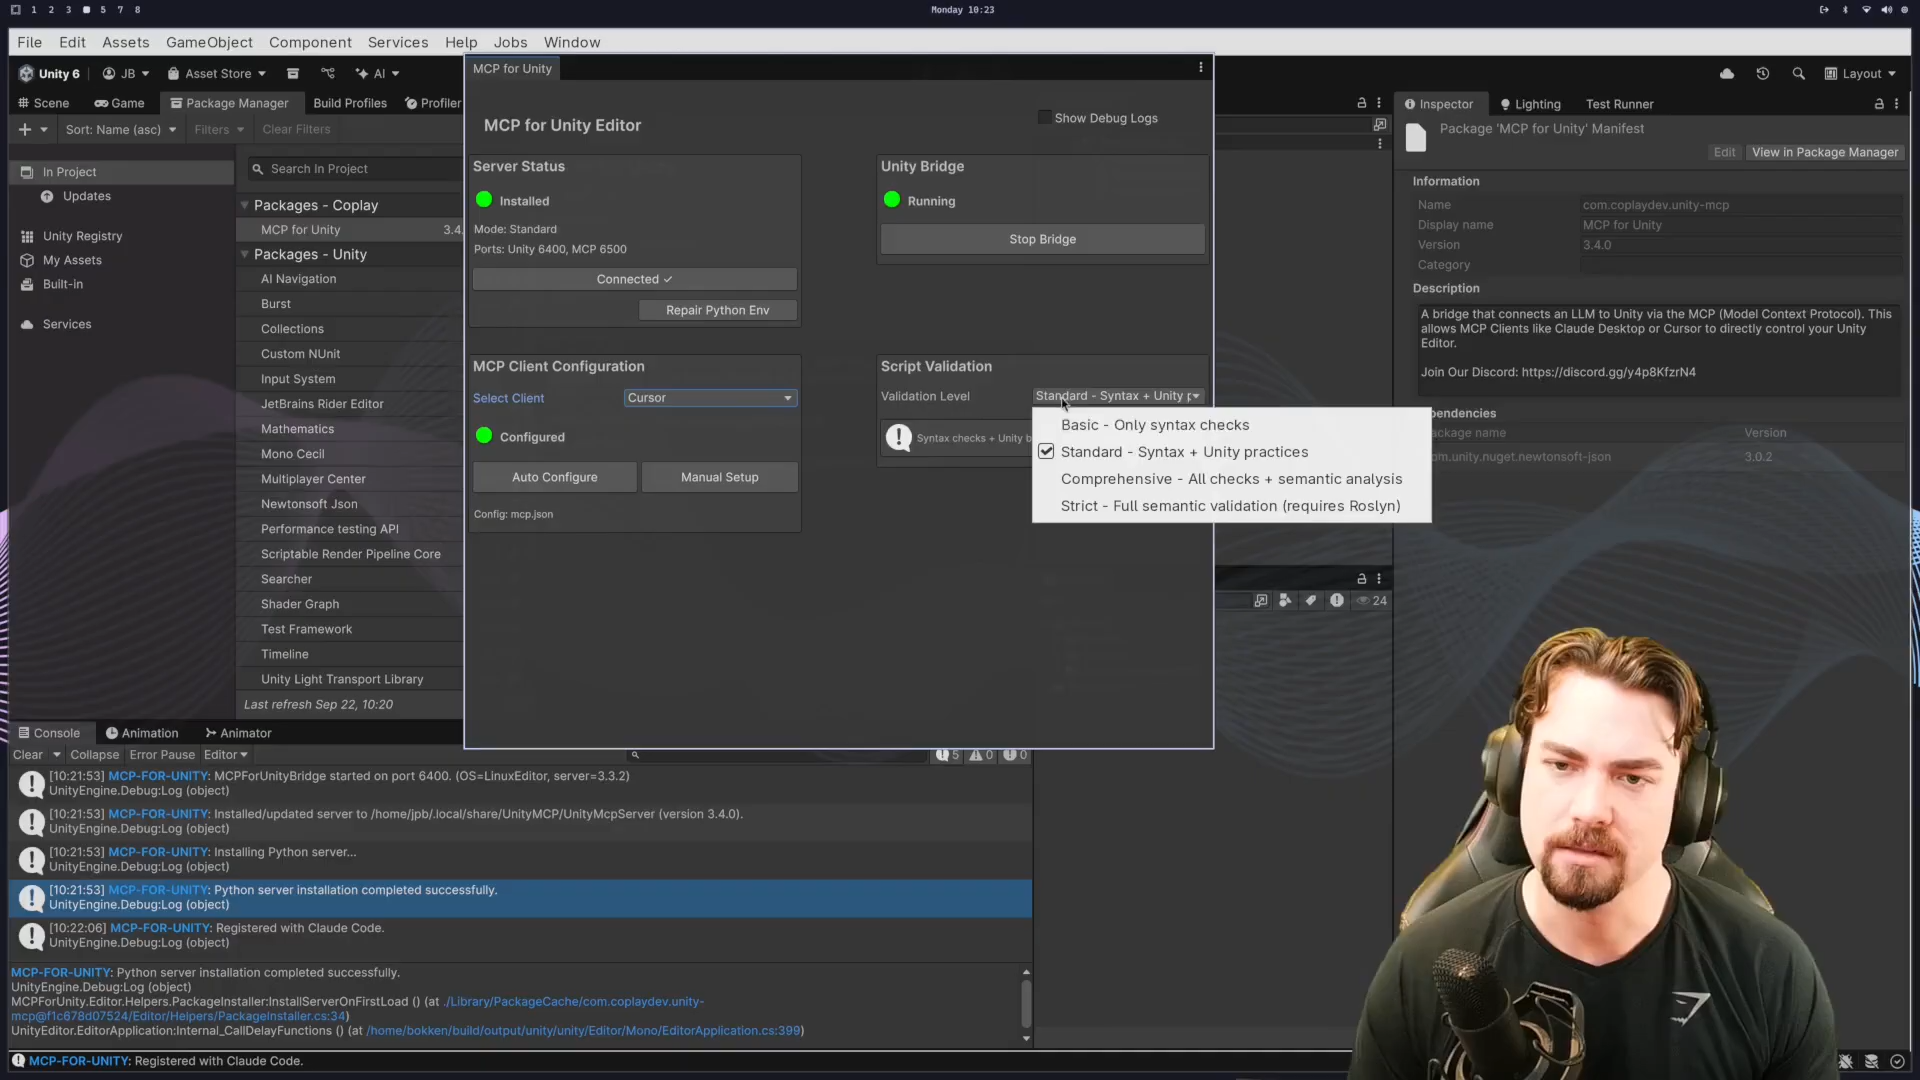 1 2 3 5 7 8
Monday 10:23
File Edit Assets GameObject Component Services Help Jobs Window
Unity 6 JB Asset Store AI
Layout
Scene Game Package Manager Build Profiles Profiler
Sort: Name (asc) Filters Clear Filters
In Project
Updates
Unity Registry
My Assets
Built-in
Services
Search In Project
Packages - Coplay
MCP for Unity 3.4.
Packages - Unity
AI Navigation
Burst
Collections
Custom NUnit
Input System
JetBrains Rider Editor
Mathematics
Mono Cecil
Multiplayer Center
Newtonsoft Json
Performance testing API
Scriptable Render Pipeline Core
Searcher
Shader Graph
Test Framework
Timeline
Unity Light Transport Library
Last refresh Sep 22, 10:20
MCP for Unity
MCP for Unity Editor
Show Debug Logs
Server Status
Installed
Mode: Standard
Ports: Unity 6400, MCP 6500
Connected ✓
Repair Python Env
Unity Bridge
Running
Stop Bridge
MCP Client Configuration
Select Client Cursor
Configured
Auto Configure Manual Setup
Config: mcp.json
Script Validation
Validation Level Standard - Syntax + Unity p
Syntax checks + Unity b
Basic - Only syntax checks
Standard - Syntax + Unity practices
Comprehensive - All checks + semantic analysis
Strict - Full semantic validation (requires Roslyn)
24
Inspector Lighting Test Runner
Package 'MCP for Unity' Manifest
Edit View in Package Manager
Information
Name com.coplaydev.unity-mcp
Display name MCP for Unity
Version 3.4.0
Category
Description
A bridge that connects an LLM to Unity via the MCP (Model Context Protocol). This
allows MCP Clients like Claude Desktop or Cursor to directly control your Unity
Editor.
Join Our Discord: https://discord.gg/y4p8KfzrN4
pendencies
ackage name Version
om.unity.nuget.newtonsoft-json 3.0.2
Console Animation Animator
Clear Collapse Error Pause Editor
5 0 0
[10:21:53] MCP-FOR-UNITY: MCPForUnityBridge started on port 6400. (OS=LinuxEditor, server=3.3.2)
UnityEngine.Debug:Log (object)
[10:21:53] MCP-FOR-UNITY: Installed/updated server to /home/jpb/.local/share/UnityMCP/UnityMcpServer (version 3.4.0).
UnityEngine.Debug:Log (object)
[10:21:53] MCP-FOR-UNITY: Installing Python server...
UnityEngine.Debug:Log (object)
[10:21:53] MCP-FOR-UNITY: Python server installation completed successfully.
UnityEngine.Debug:Log (object)
[10:22:06] MCP-FOR-UNITY: Registered with Claude Code.
UnityEngine.Debug:Log (object)
MCP-FOR-UNITY: Python server installation completed successfully.
UnityEngine.Debug:Log (object)
MCPForUnity.Editor.Helpers.PackageInstaller:InstallServerOnFirstLoad () (at ./Library/PackageCache/com.coplaydev.unity-
mcp@f1c678d07524/Editor/Helpers/PackageInstaller.cs:34)
UnityEditor.EditorApplication:Internal_CallDelayFunctions () (at /home/bokken/build/output/unity/unity/Editor/Mono/EditorApplication.cs:399)
MCP-FOR-UNITY: Registered with Claude Code.